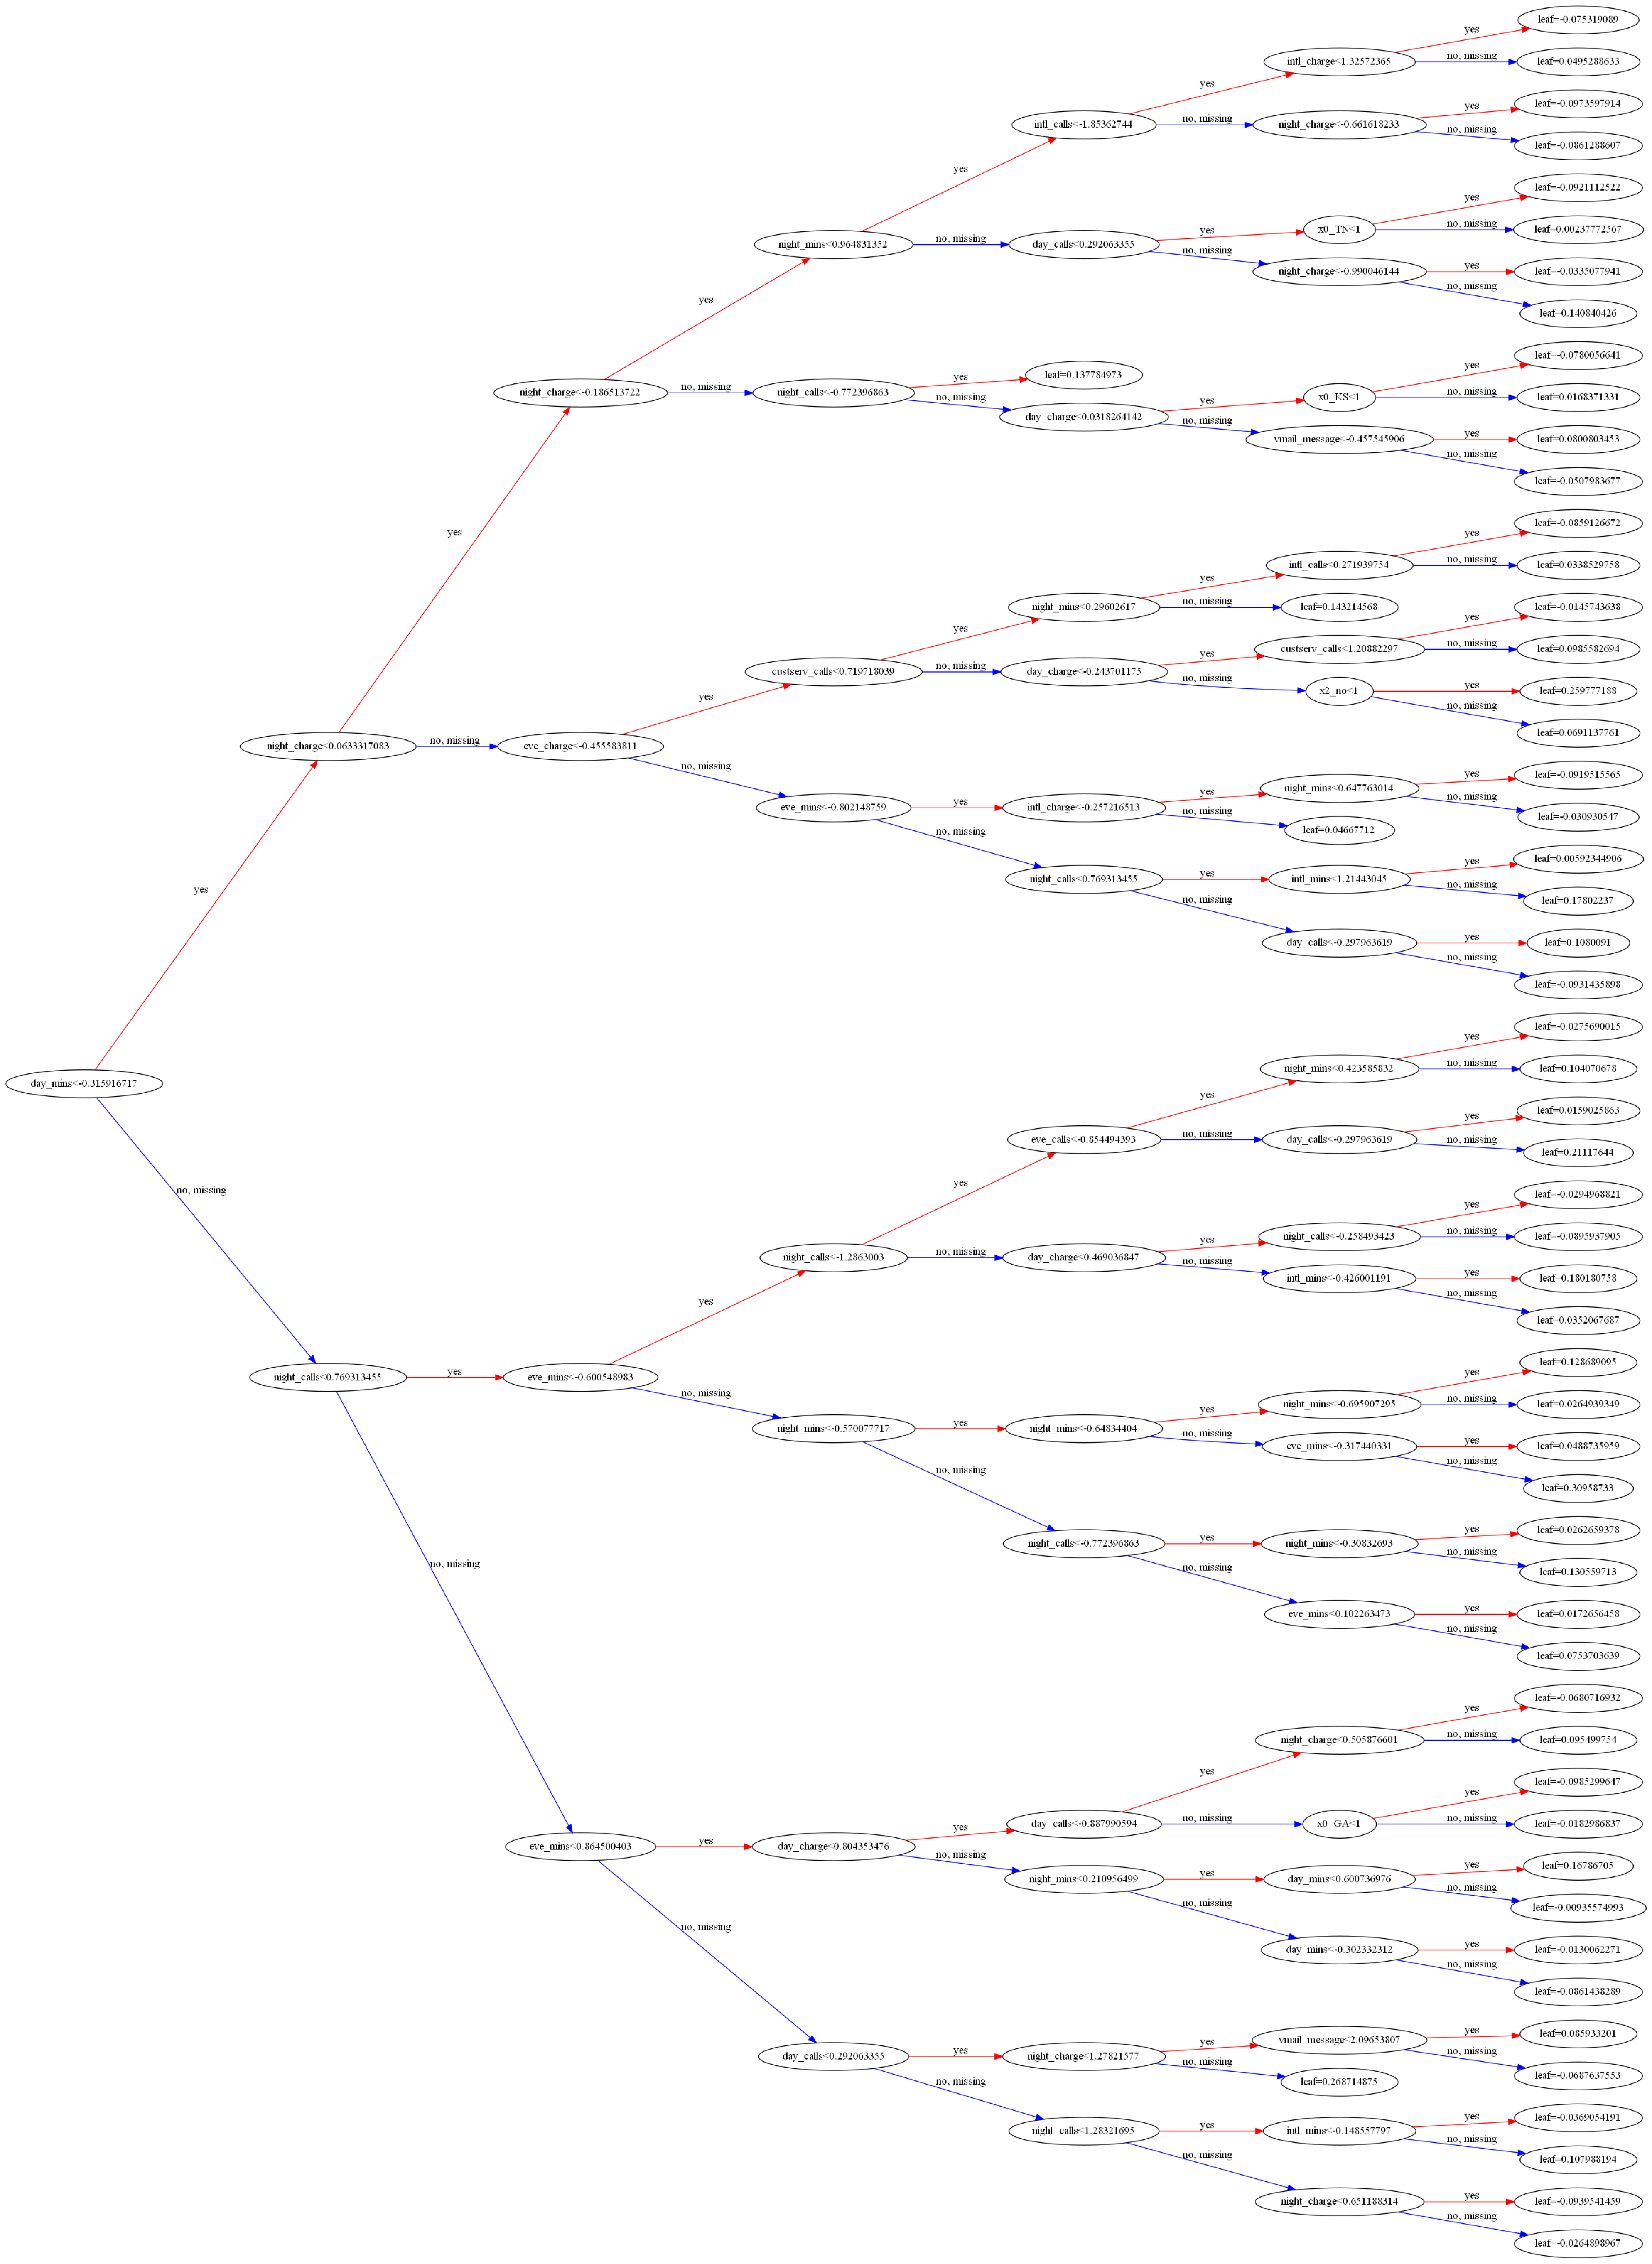 leaf=-0.075319089
yes
intl_charge<1.32572365
no, missing
leaf=0.0495288633
yes
leaf=-0.0973597914
yes
intl_calls<-1.85362744
no, missing
night_charge<-0.661618233
no, missing
leaf=-0.0861288607
yes
leaf=-0.0921112522
yes
x0_TN<1
no, missing
leaf=0.00237772567
night_mins<0.964831352
no, missing
day_calls<0.292063355
yes
no, missing
night_charge<-0.990046144
yes
leaf=-0.0335077941
no, missing
leaf=0.140840426
yes
leaf=-0.0780056641
yes
leaf=0.137784973
yes
night_charge<-0.186513722
no, missing
night_calls<-0.772396863
yes
x0_KS<1
no, missing
leaf=0.0168371331
no, missing
day_charge<0.0318264142
yes
no, missing
vmail_message<-0.457545906
yes
leaf=0.0800803453
no, missing
leaf=-0.0507983677
yes
leaf=-0.0859126672
yes
intl_calls<0.271939754
no, missing
leaf=0.0338529758
yes
night_mins<0.29602617
no, missing
leaf=0.143214568
leaf=-0.0145743638
yes
yes
custserv_calls<1.20882297
no, missing
leaf=0.0985582694
custserv_calls<0.719718039
no, missing
day_charge<-0.243701175
yes
no, missing
x2_no<1
yes
leaf=0.259777188
no, missing
leaf=0.0691137761
yes
night_charge<0.0633317083
no, missing
eve_charge<-0.455583811
no, missing
leaf=-0.0919515565
yes
night_mins<0.647763014
no, missing
leaf=-0.030930547
eve_mins<-0.802148759
yes
intl_charge<-0.257216513
yes
no, missing
leaf=0.04667712
no, missing
leaf=0.00592344906
yes
night_calls<0.769313455
yes
intl_mins<1.21443045
no, missing
leaf=0.17802237
no, missing
day_calls<-0.297963619
yes
leaf=0.1080091
no, missing
leaf=-0.0931435898
yes
day_mins<-0.315916717
no, missing
leaf=-0.0275690015
yes
night_mins<0.423585832
no, missing
leaf=0.104070678
yes
leaf=0.0159025863
yes
eve_calls<-0.854494393
no, missing
day_calls<-0.297963619
no, missing
leaf=0.21117644
yes
leaf=-0.0294968821
yes
night_calls<-0.258493423
no, missing
leaf=-0.0895937905
night_calls<-1.2863003
no, missing
day_charge<0.469036847
yes
no, missing
intl_mins<-0.426001191
yes
leaf=0.180180758
no, missing
leaf=0.0352067687
yes
night_calls<0.769313455
yes
eve_mins<-0.600548983
no, missing
leaf=0.128689095
yes
night_mins<-0.695907295
no, missing
leaf=0.0264939349
night_mins<-0.570077717
yes
night_mins<-0.64834404
yes
no, missing
eve_mins<-0.317440331
yes
leaf=0.0488735959
no, missing
leaf=0.30958733
no, missing
leaf=0.0262659378
yes
night_calls<-0.772396863
yes
night_mins<-0.30832693
no, missing
leaf=0.130559713
no, missing
eve_mins<0.102263473
yes
leaf=0.0172656458
no, missing
leaf=0.0753703639
no, missing
leaf=-0.0680716932
yes
night_charge<0.505876601
no, missing
leaf=0.095499754
yes
leaf=-0.0985299647
yes
day_calls<-0.887990594
no, missing
x0_GA<1
no, missing
leaf=-0.0182986837
eve_mins<0.864500403
yes
day_charge<0.804353476
yes
no, missing
night_mins<0.210956499
yes
day_mins<0.600736976
yes
leaf=0.16786705
no, missing
leaf=-0.00935574993
no, missing
day_mins<-0.302332312
yes
leaf=-0.0130062271
no, missing
leaf=-0.0861438289
no, missing
day_calls<0.292063355
yes
night_charge<1.27821577
yes
vmail_message<2.09653807
yes
leaf=0.085933201
no, missing
leaf=-0.0687637553
no, missing
leaf=0.268714875
no, missing
night_calls<1.28321695
yes
intl_mins<-0.148557797
yes
leaf=-0.0369054191
no, missing
leaf=0.107988194
no, missing
night_charge<0.651188314
yes
leaf=-0.0939541459
no, missing
leaf=-0.0264898967